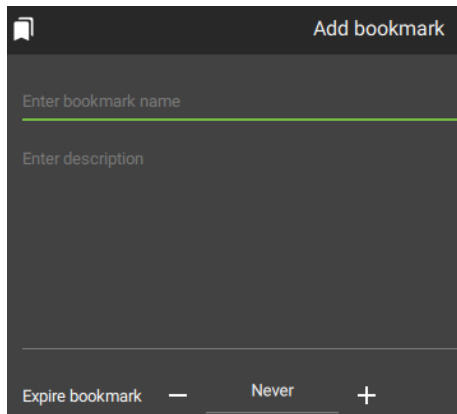 Add bookmark
Enter bookmark name
Enter description
Expire bookmark — Never +